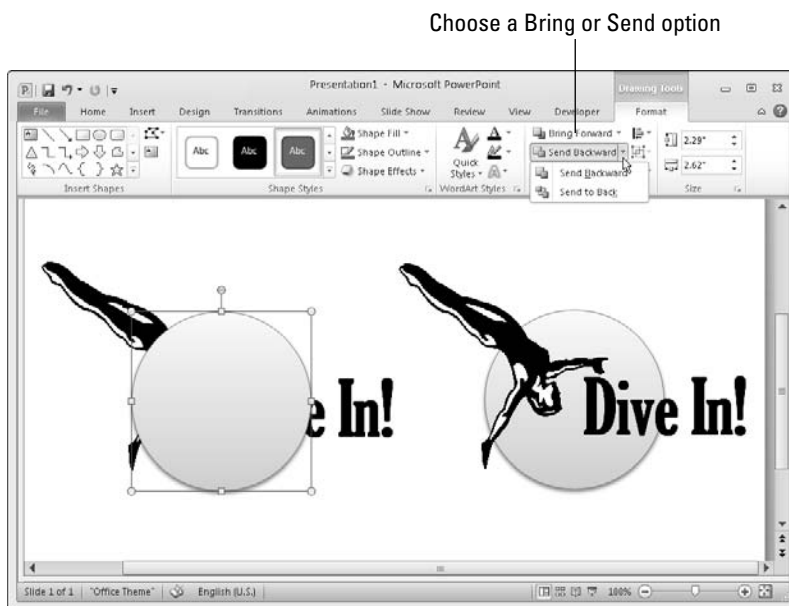 Choose a Bring or Send option
Presentation1 - Microsoft PowerPoint
Drawing Tools
File Home Insert Design Transitions Animations Slide Show Review View Developer Format
Abc Abc Abc
Shape Fill
Shape Outline
Shape Effects
Quick Styles
Bring Forward
Send Backward
Send Backward
Send to Back
2.29"
2.62"
Insert Shapes Shape Styles WordArt Styles Size
e In!
Dive In!
Slide 1 of 1 "Office Theme" English (U.S.) 100%